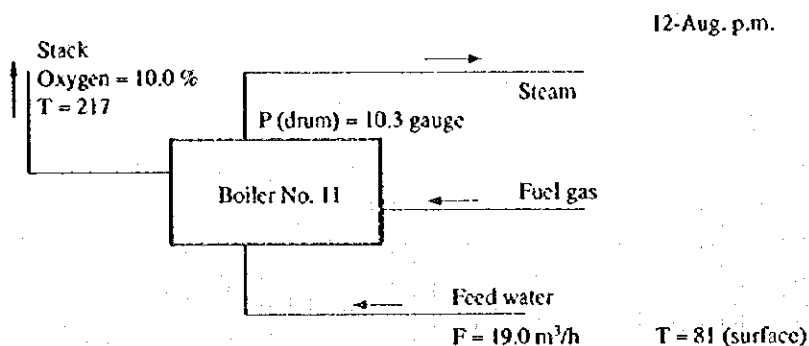 12-Aug. p.m.
Stack
Oxygen = 10.0 %
T = 217
Steam
P (drum) = 10.3 gauge
Boiler No. 11
Fuel gas
Feed water
F = 19.0 m³/h T = 81 (surface)